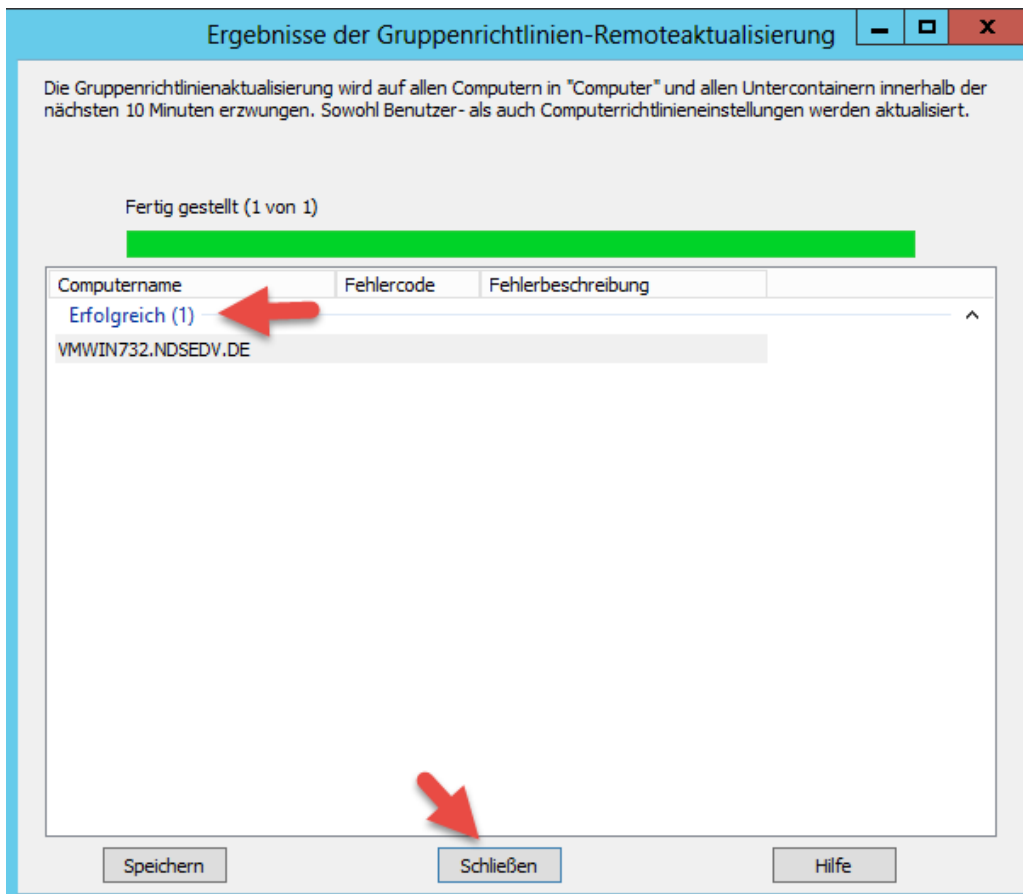 Ergebnisse der Gruppenrichtlinien-Remoteaktualisierung
Die Gruppenrichtlinienaktualisierung wird auf allen Computern in "Computer" und allen Untercontainern innerhalb der
nächsten 10 Minuten erzwungen. Sowohl Benutzer- als auch Computerrichtlinieneinstellungen werden aktualisiert.
Fertig gestellt (1 von 1)
Computername Fehlercode Fehlerbeschreibung
Erfolgreich (1)
VMWIN732.NDSEDV.DE
Speichern Schließen Hilfe